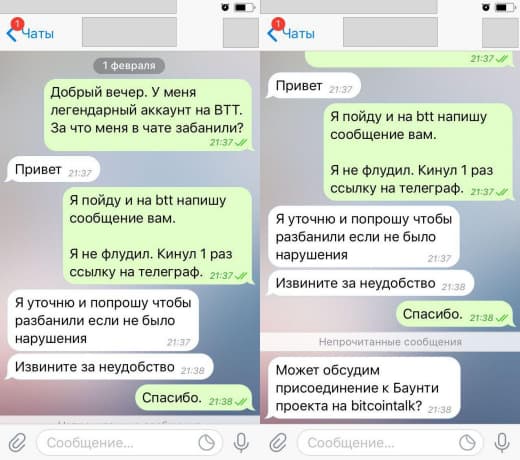 1
Чаты
1 февраля
Добрый вечер. У меня
легендарный аккаунт на ВТТ.
За что меня в чате забанили?
21:37
Привет 21:37
Я пойду и на btt напишу
сообщение вам.
Я не флудил. Кинул 1 раз
ссылку на телеграф. 21:37
Я уточню и попрошу чтобы
разбанили если не было
нарушения 21:37
Извините за неудобство 21:38
Спасибо. 21:38
Сообщение...
1
Чаты
21:37
Привет 21:37
Я пойду и на btt напишу
сообщение вам.
Я не флудил. Кинул 1 раз
ссылку на телеграф. 21:37
Я уточню и попрошу чтобы
разбанили если не было
нарушения 21:37
Извините за неудобство 21:38
Спасибо. 21:38
Непрочитанные сообщения
Может обсудим
присоединение к Баунти
проекта на bitcointalk? 21:38
Сообщение...